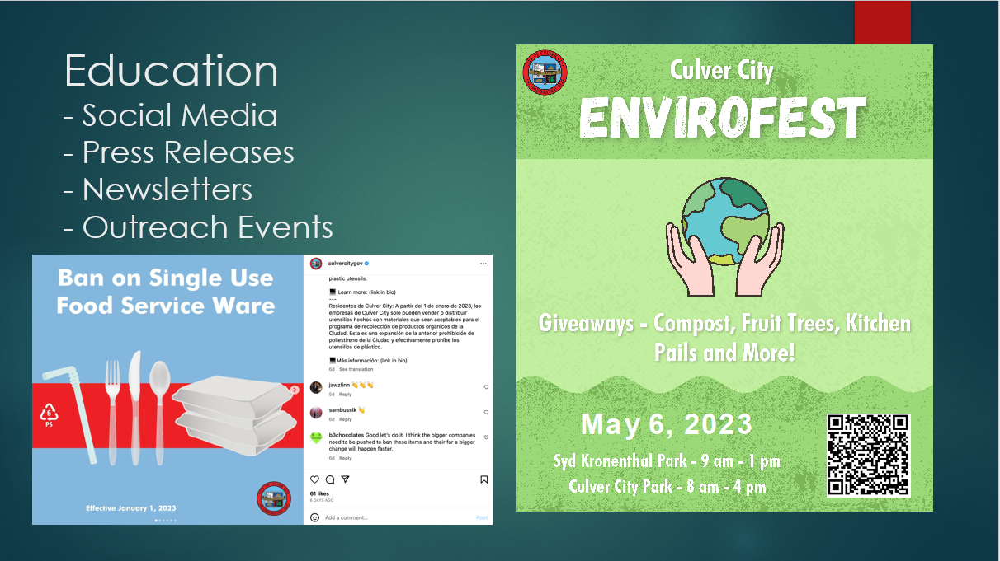 Education
- Social Media
- Press Releases
- Newsletters
- Outreach Events
Ban on Single Use
Food Service Ware
6
PS
Effective January 1, 2023
culvercitygov
plastic utensils.
Learn more: (link in bio)
---
Residentes de Culver City: A partir del 1 de enero de 2023, las
empresas de Culver City solo pueden vender o distribuir
utensilios hechos con materiales que sean aceptables para el
programa de recolección de productos orgánicos de la
Ciudad. Esta es una expansión de la anterior prohibición de
poliestireno de la Ciudad y efectivamente prohíbe los
utensilios de plástico.
Más información: (link in bio)
6d See translation
jawzlinn 👏👏👏
5d Reply
sambussik 👏
6d Reply
b3chocolates Good let's do it. I think the bigger companies
need to be pushed to ban these items and their for a bigger
change will happen faster.
6d Reply
61 likes
6 DAYS AGO
Add a comment...
Post
Culver City
ENVIROFEST
Giveaways - Compost, Fruit Trees, Kitchen
Pails and More!
May 6, 2023
Syd Kronenthal Park - 9 am - 1 pm
Culver City Park - 8 am - 4 pm